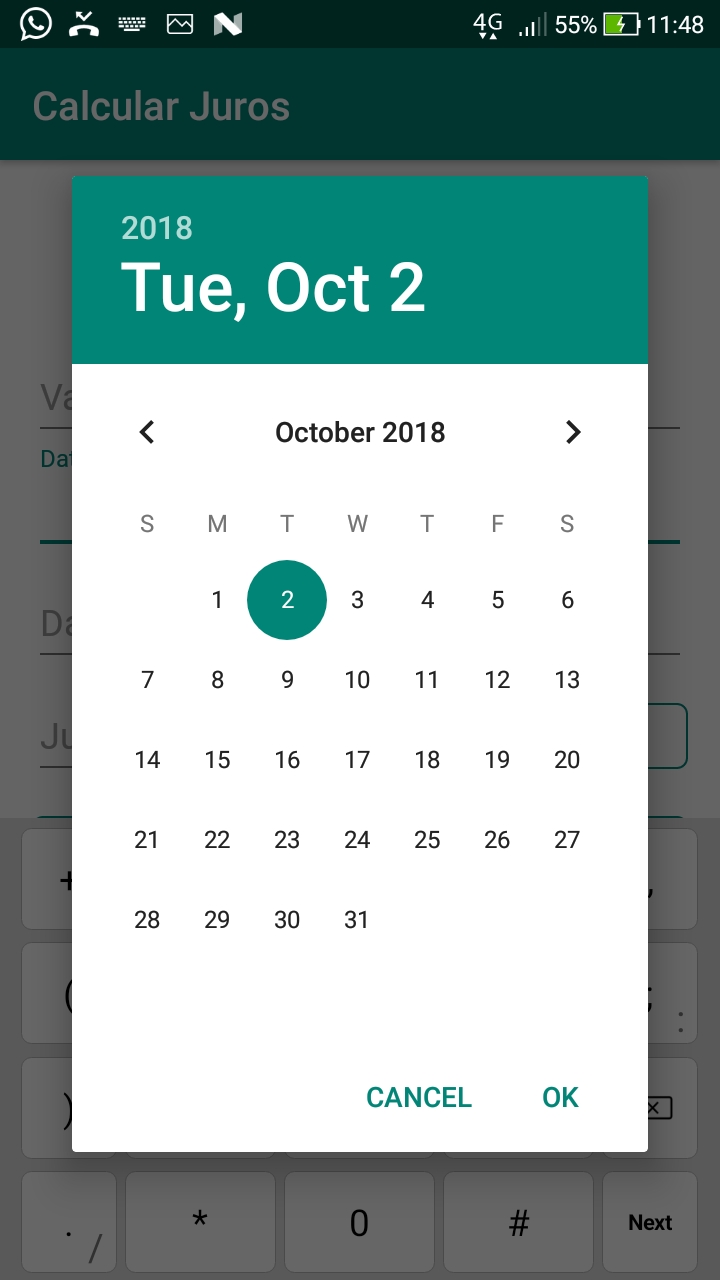 4G 55% 11:48
Calcular Juros
2018
Tue, Oct 2
October 2018
S M T W T F S
1 2 3 4 5 6
7 8 9 10 11 12 13
14 15 16 17 18 19 20
21 22 23 24 25 26 27
28 29 30 31
CANCEL OK
. / * 0 # Next